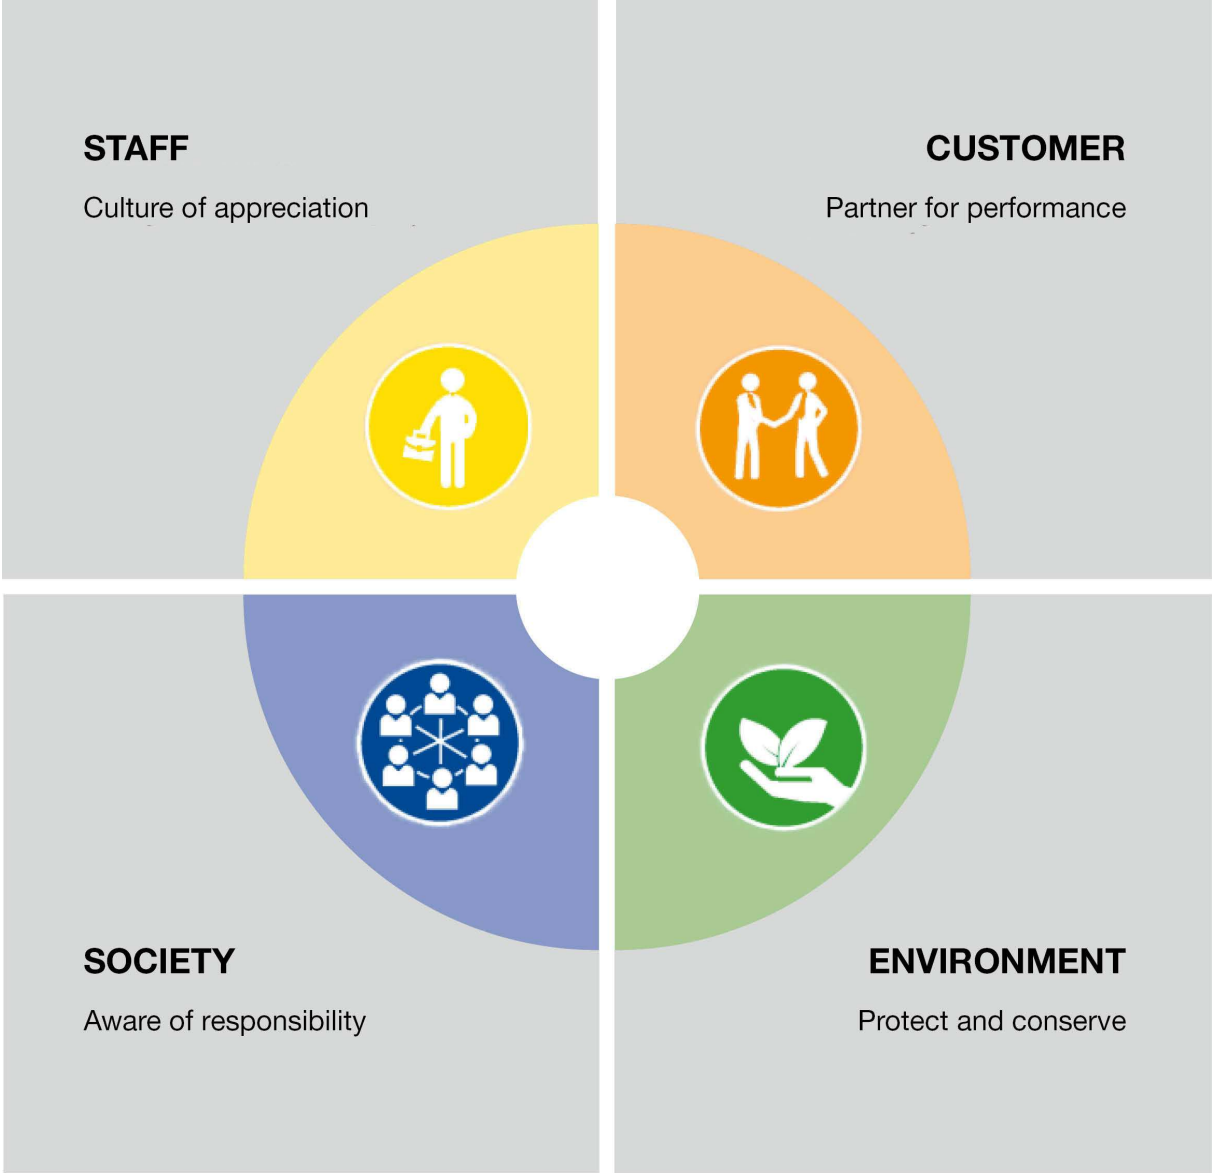 STAFF
Culture of appreciation
CUSTOMER
Partner for performance
SOCIETY
Aware of responsibility
ENVIRONMENT
Protect and conserve